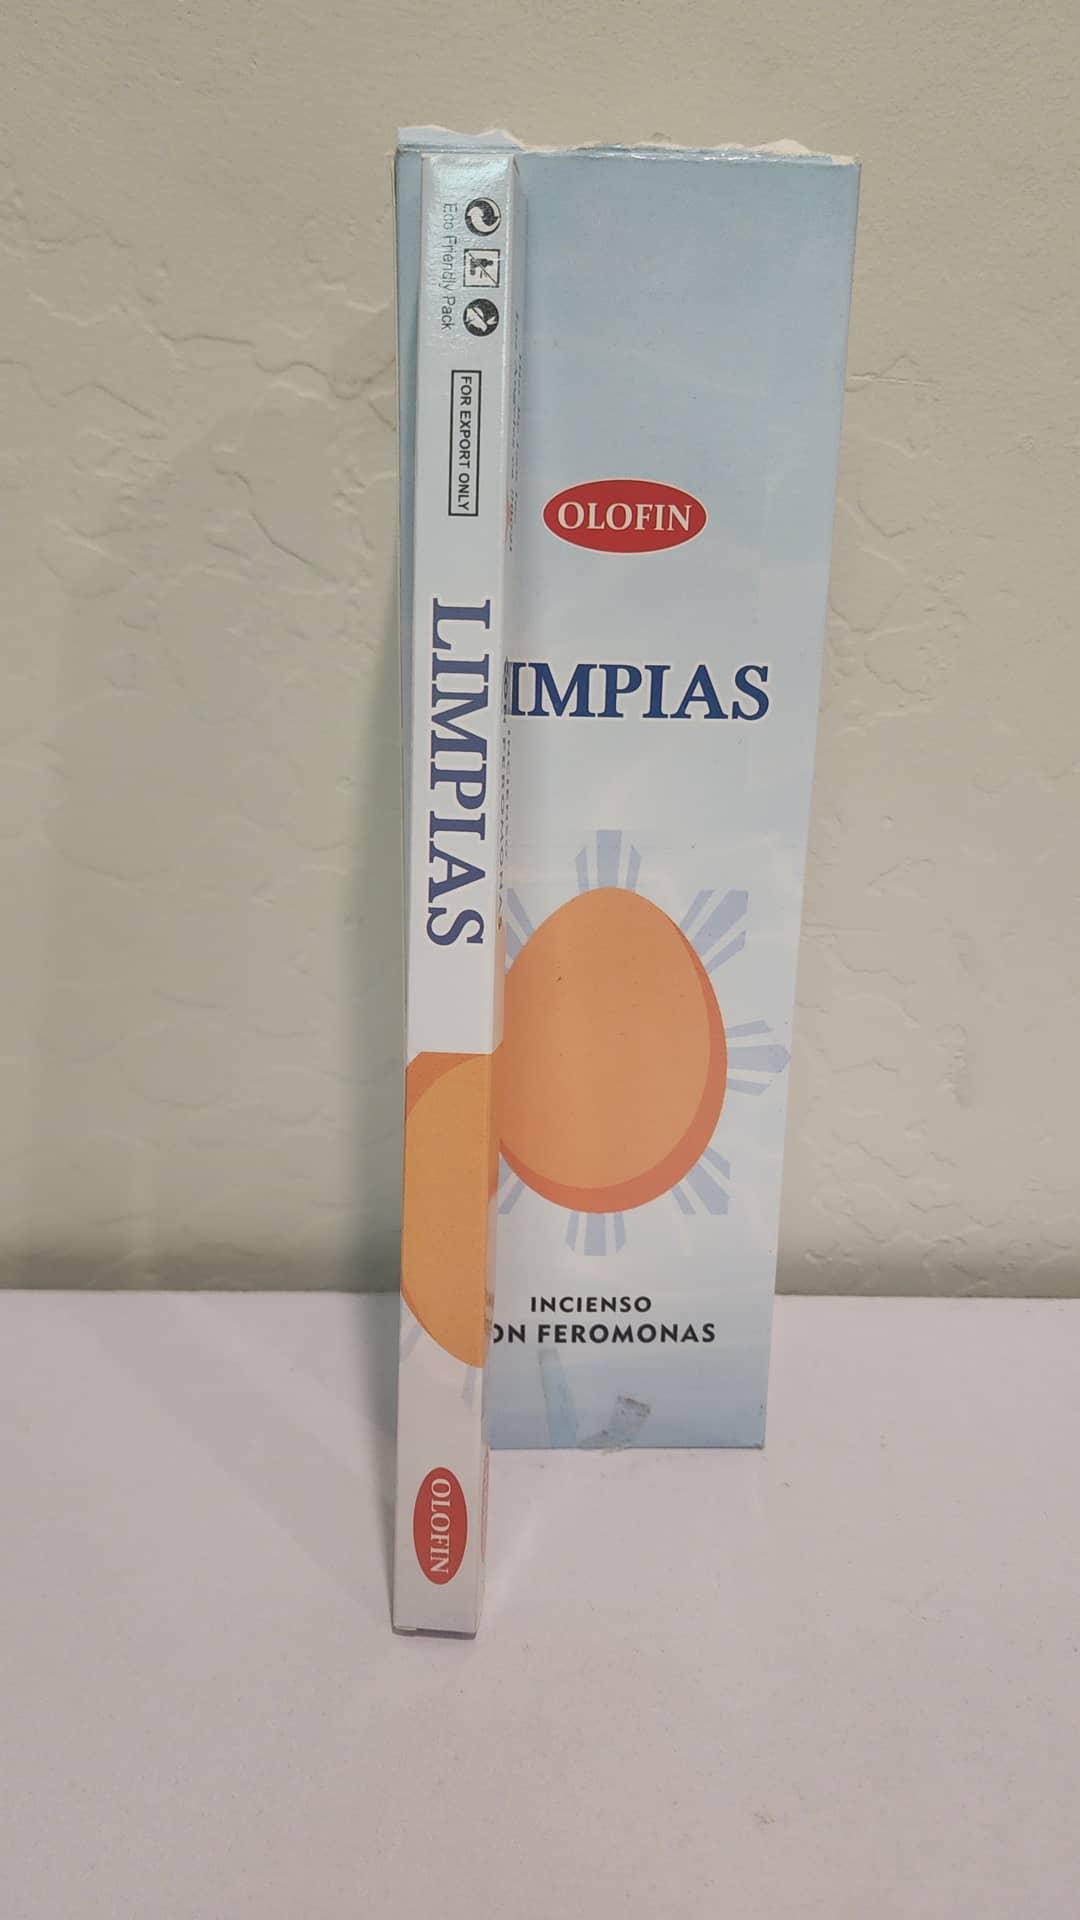 Eco Friendly Pack
FOR EXPORT ONLY
LIMPIAS
OLOFIN
OLOFIN
IMPIAS
INCIENSO
ON FEROMONAS